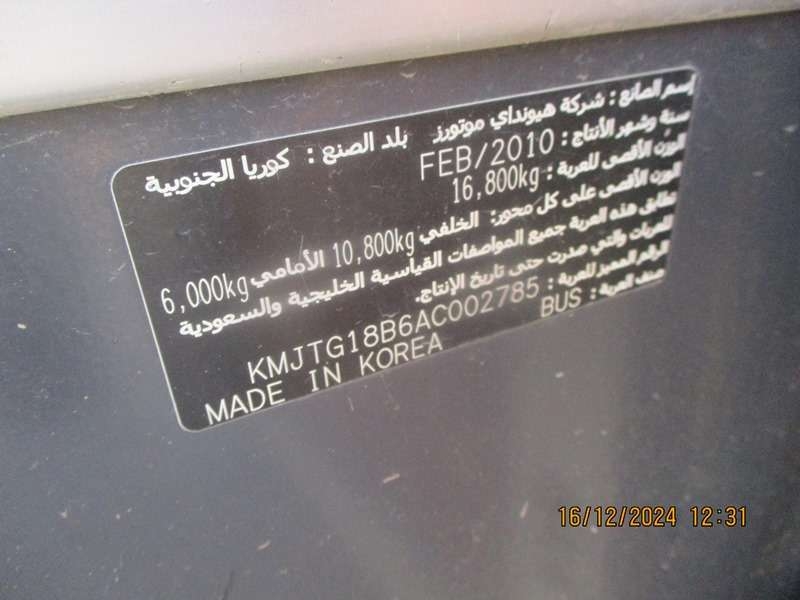 إسم الصانع : شركة هيونداي موتورز بلد الصنع : كوريا الجنوبية
سنة وشهر الأنتاج : FEB/2010
الوزن الأقصى للعربة : 16,800kg
الوزن الأقصى على كل محور: الخلفي 10,800kg الأمامي 6,000kg
تطابق هذه العربة جميع المواصفات القياسية الخليجية والسعودية
للعربات والتي صدرت حتى تاريخ الإنتاج.
الرقم المميز للعربة : KMJTG18B6AC002785
صنف العربة : BUS MADE IN KOREA
16/12/2024 12:31